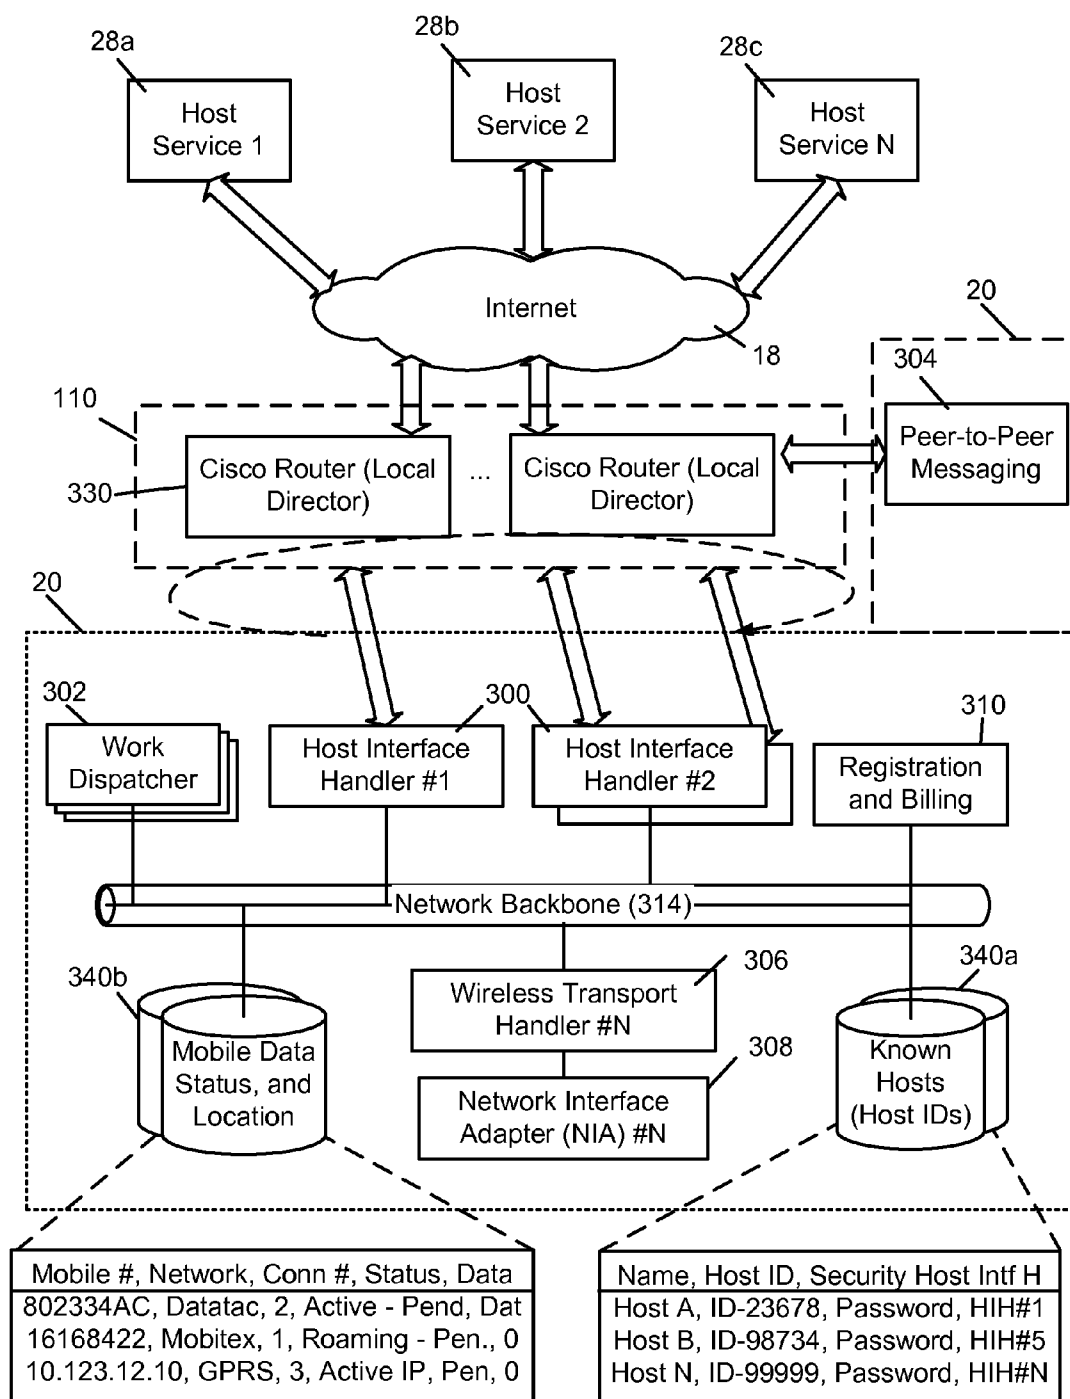 28a
28b
28c
Host
Service 1
Host
Service 2
Host
Service N
Internet
18
20
110
304
Peer-to-Peer
Messaging
330
Cisco Router (Local
Director)
...
Cisco Router (Local
Director)
20
302
Work
Dispatcher
300
Host Interface
Handler #1
Host Interface
Handler #2
310
Registration
and Billing
Network Backbone (314)
340b
Mobile Data
Status, and
Location
306
Wireless Transport
Handler #N
308
Network Interface
Adapter (NIA) #N
340a
Known
Hosts
(Host IDs)
Mobile #, Network, Conn #, Status, Data
802334AC, Datatac, 2, Active - Pend, Dat
16168422, Mobitex, 1, Roaming - Pen., 0
10.123.12.10, GPRS, 3, Active IP, Pen, 0
Name, Host ID, Security Host Intf H
Host A, ID-23678, Password, HIH#1
Host B, ID-98734, Password, HIH#5
Host N, ID-99999, Password, HIH#N